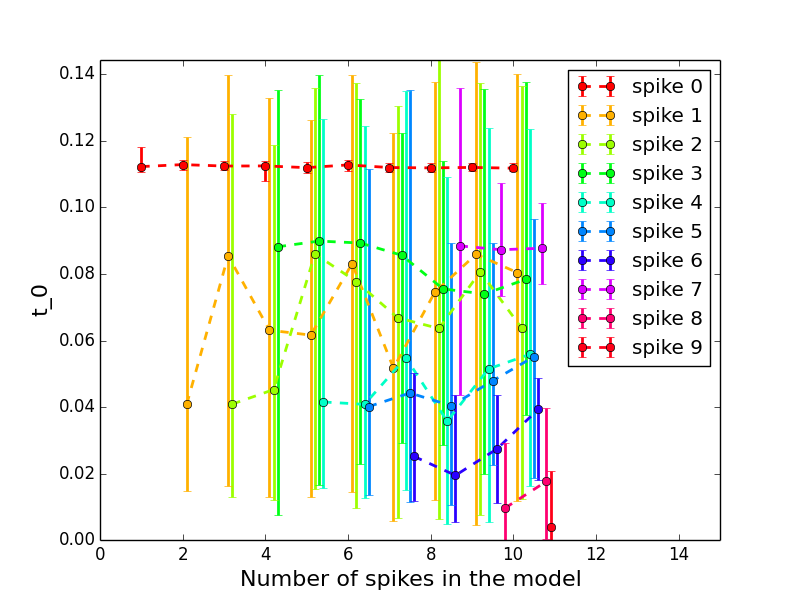 0.14
0.12
0.10
0.08
0.06
0.04
0.02
0.00
t_0
0
2
4
6
8
10
12
14
Number of spikes in the model
spike 0
spike 1
spike 2
spike 3
spike 4
spike 5
spike 6
spike 7
spike 8
spike 9